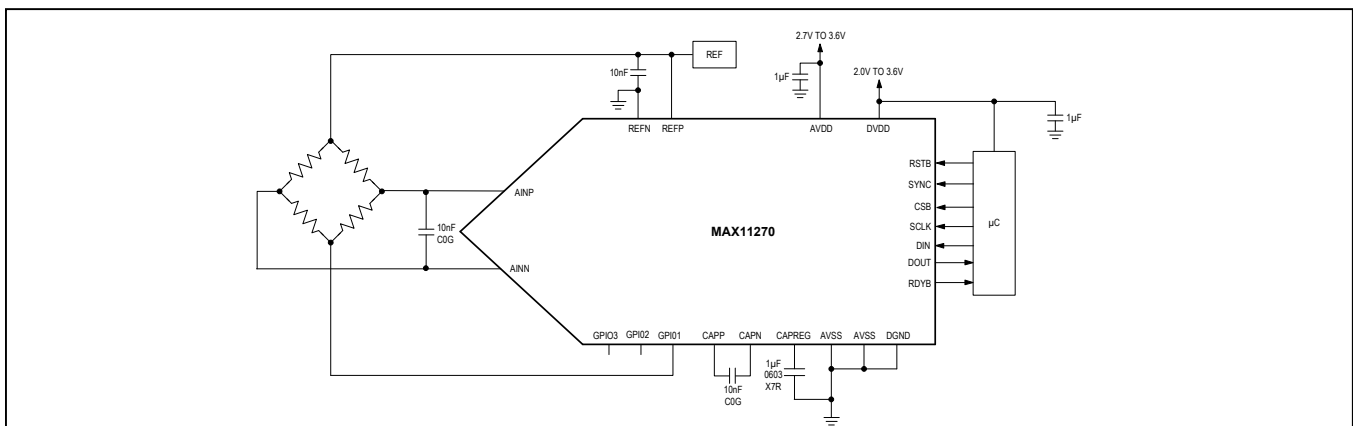 2.7V TO 3.6V
REF
10nF
1µF
2.0V TO 3.6V
1µF
REFN REFP AVDD DVDD
RSTB
SYNC
AINP
CSB
10nF
C0G
MAX11270
SCLK
µC
DIN
DOUT
AINN
RDYB
GPIO3 GPI02 GPI01 CAPP CAPN CAPREG AVSS AVSS DGND
1µF
0603
X7R
10nF
C0G